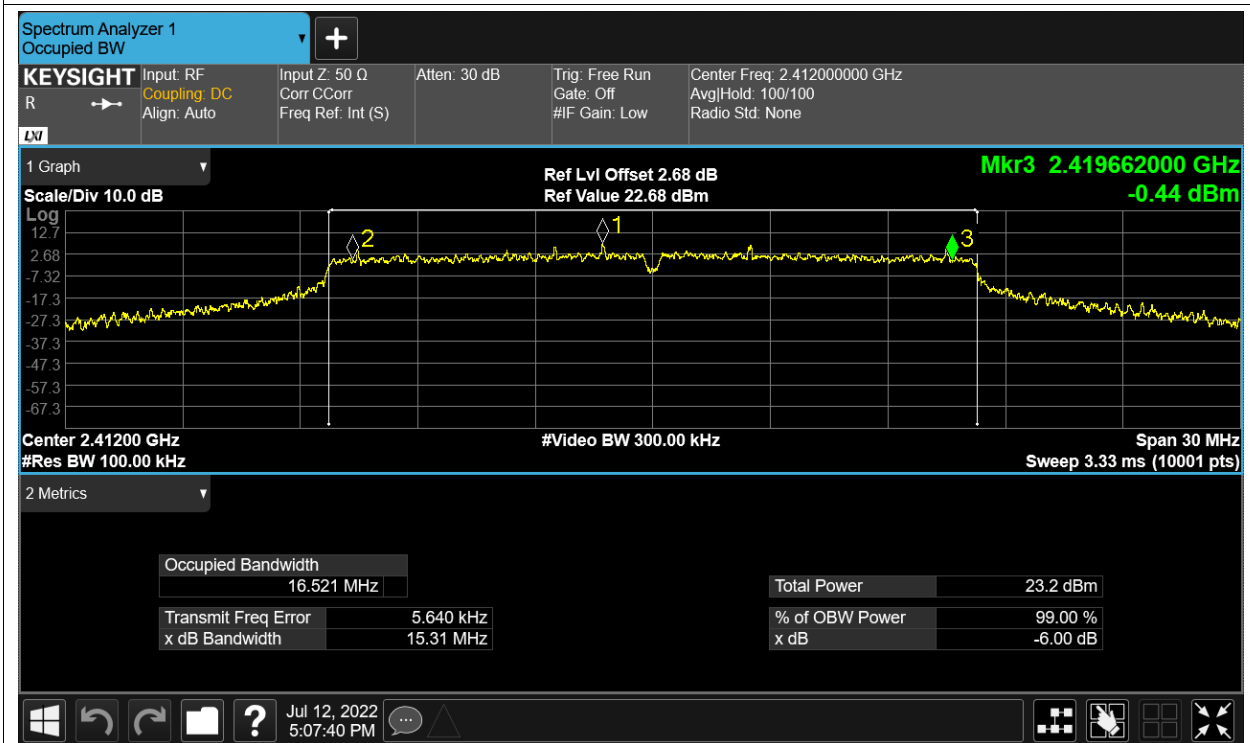 Spectrum Analyzer 1
Occupied BW
KEYSIGHT
R
LXI
Input: RF
Coupling: DC
Align: Auto
Input Z: 50 Ω
Corr CCorr
Freq Ref: Int (S)
Atten: 30 dB
Trig: Free Run
Gate: Off
#IF Gain: Low
Center Freq: 2.412000000 GHz
Avg|Hold: 100/100
Radio Std: None
1 Graph
Scale/Div 10.0 dB
Ref Lvl Offset 2.68 dB
Ref Value 22.68 dBm
Mkr3 2.419662000 GHz
-0.44 dBm
Log
12.7
2.68
-7.32
-17.3
-27.3
-37.3
-47.3
-57.3
-67.3
2
1
3
Center 2.41200 GHz
#Res BW 100.00 kHz
#Video BW 300.00 kHz
Span 30 MHz
Sweep 3.33 ms (10001 pts)
2 Metrics
Occupied Bandwidth
16.521 MHz
Transmit Freq Error 5.640 kHz
x dB Bandwidth 15.31 MHz
Total Power 23.2 dBm
% of OBW Power 99.00 %
x dB -6.00 dB
?
Jul 12, 2022
5:07:40 PM